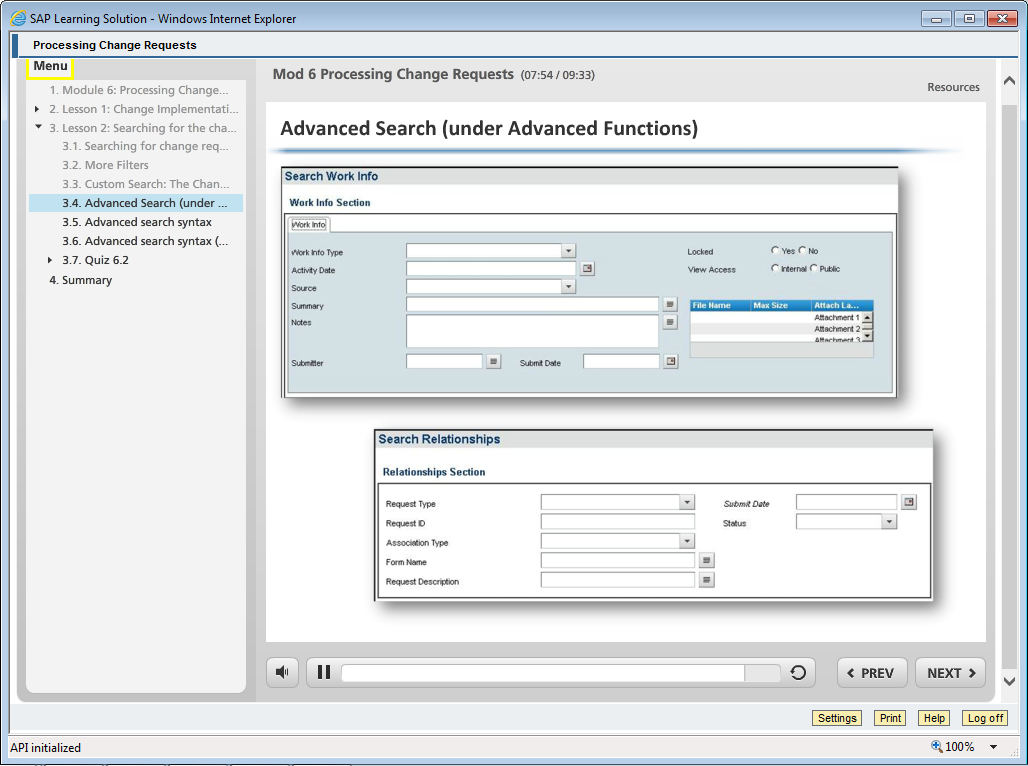 SAP Learning Solution - Windows Internet Explorer
Processing Change Requests
Menu
1. Module 6: Processing Change...
2. Lesson 1: Change Implementati...
3. Lesson 2: Searching for the cha...
3.1. Searching for change req...
3.2. More Filters
3.3. Custom Search: The Chan...
3.4. Advanced Search (under ...
3.5. Advanced search syntax
3.6. Advanced search syntax (...
3.7. Quiz 6.2
4. Summary
Mod 6 Processing Change Requests (07:54 / 09:33)
Resources
Advanced Search (under Advanced Functions)
Search Work Info
Work Info Section
Work Info
Work Info Type
Locked Yes No
Activity Date
View Access Internal Public
Source
Summary
File Name Max Size Attach La...
Attachment 1
Notes
Attachment 2
Attachment 3
Submitter Submit Date
Search Relationships
Relationships Section
Request Type Submit Date
Request ID Status
Association Type
Form Name
Request Description
PREV NEXT
Settings Print Help Log off
API initialized 100%